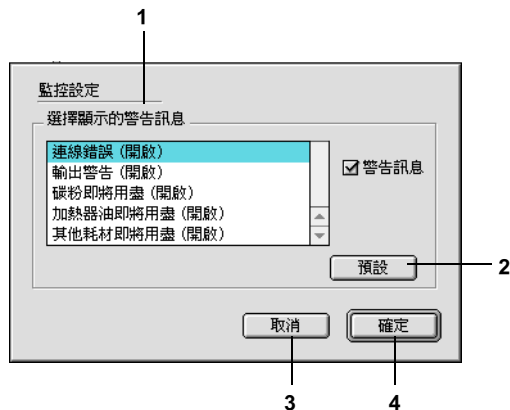 1
監控設定
選擇顯示的警告訊息
連線錯誤 (開啟)
輸出警告 (開啟)
碳粉即將用盡 (開啟)
加熱器油即將用盡 (開啟)
其他耗材即將用盡 (開啟)
警告訊息
預設
2
取消
確定
3
4